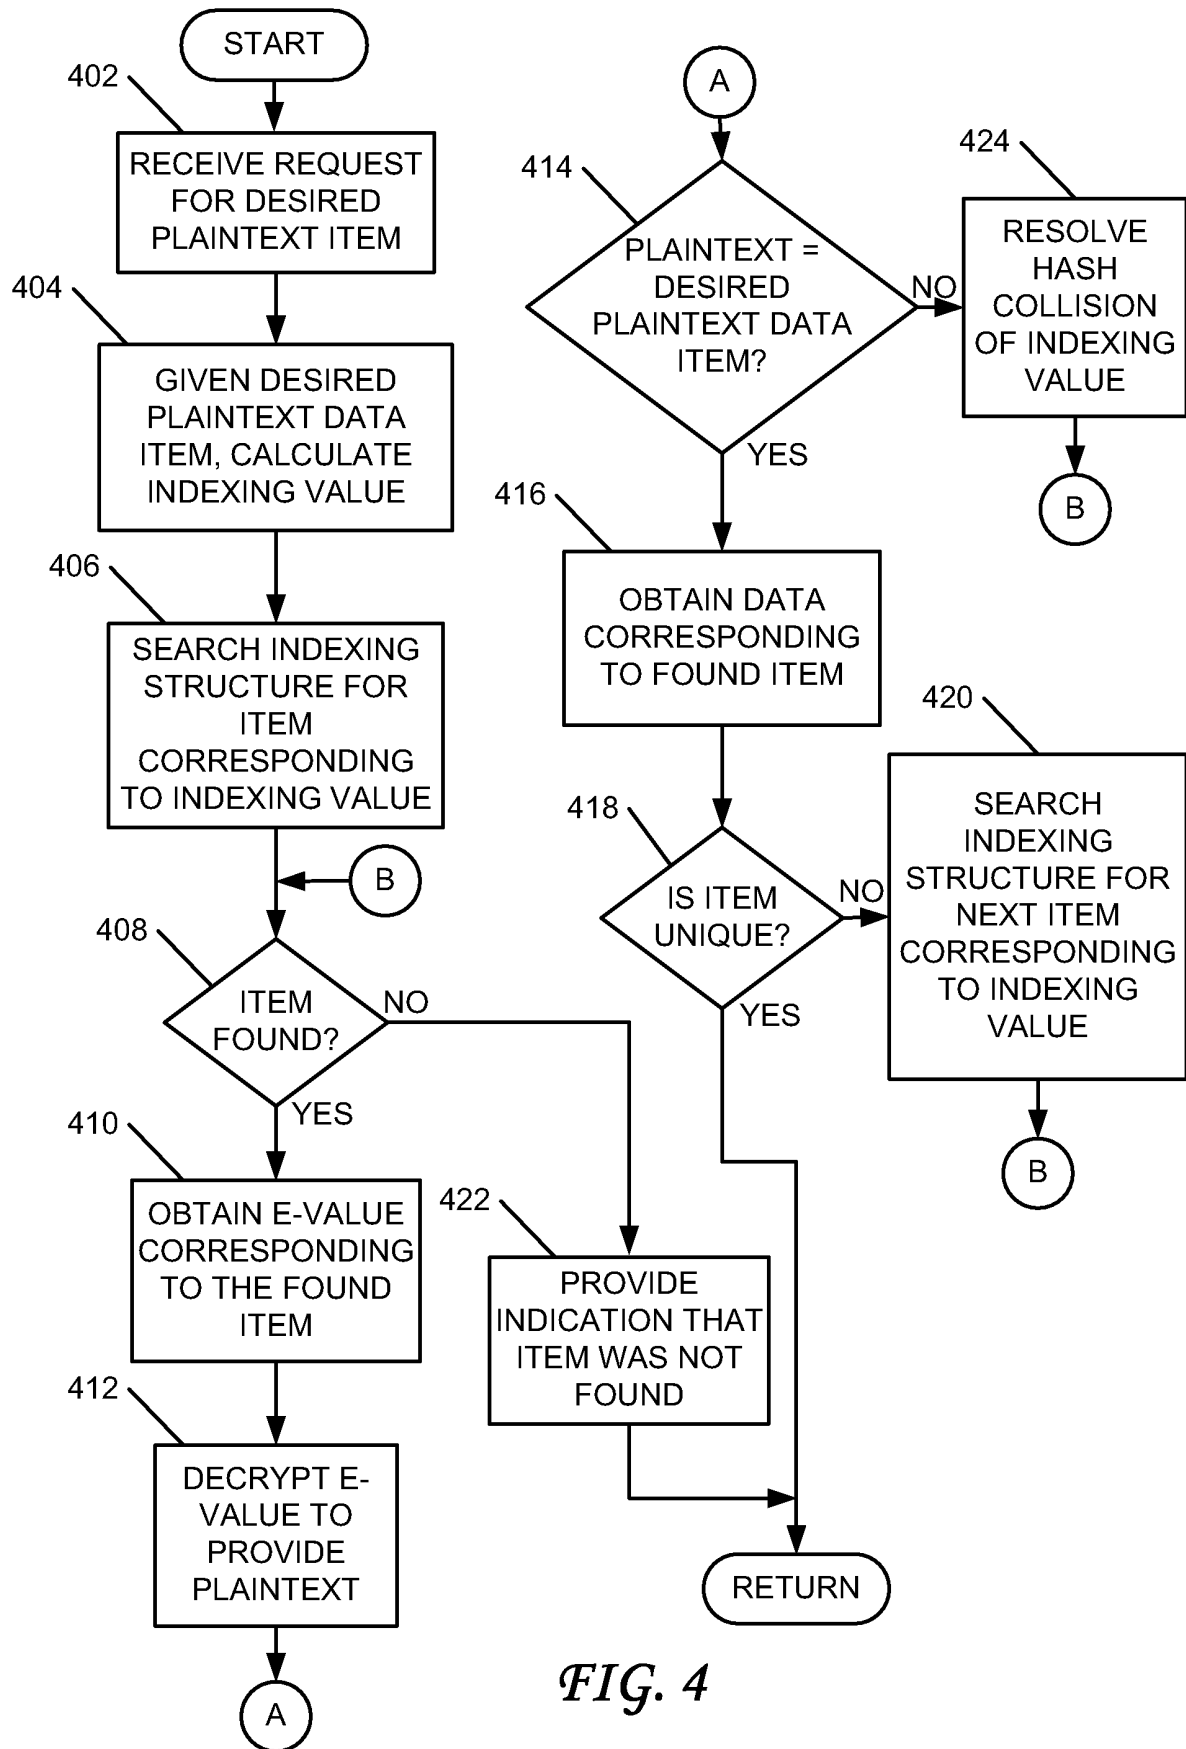 START
402
RECEIVE REQUEST
FOR DESIRED
PLAINTEXT ITEM
404
GIVEN DESIRED
PLAINTEXT DATA
ITEM, CALCULATE
INDEXING VALUE
406
SEARCH INDEXING
STRUCTURE FOR
ITEM
CORRESPONDING
TO INDEXING VALUE
B
408
ITEM
FOUND?
NO
YES
410
OBTAIN E-VALUE
CORRESPONDING
TO THE FOUND
ITEM
412
DECRYPT E-
VALUE TO
PROVIDE
PLAINTEXT
A
422
PROVIDE
INDICATION THAT
ITEM WAS NOT
FOUND
A
414
PLAINTEXT =
DESIRED
PLAINTEXT DATA
ITEM?
NO
YES
424
RESOLVE
HASH
COLLISION
OF INDEXING
VALUE
B
416
OBTAIN DATA
CORRESPONDING
TO FOUND ITEM
418
IS ITEM
UNIQUE?
NO
YES
420
SEARCH
INDEXING
STRUCTURE FOR
NEXT ITEM
CORRESPONDING
TO INDEXING
VALUE
B
RETURN
FIG. 4